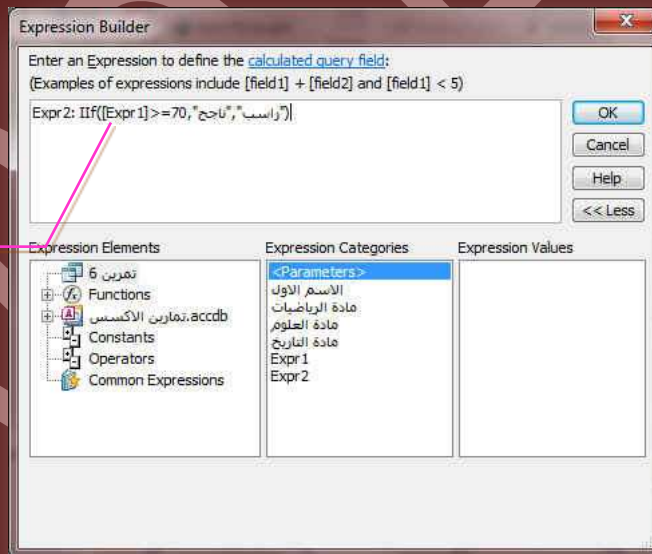 Expression Builder
Enter an Expression to define the calculated query field:
(Examples of expressions include [field1] + [field2] and [field1] < 5)
Expr2: IIf([Expr1]>=70,"ناجح","راسب")
OK
Cancel
Help
<< Less
Expression Elements
تمرين 6
Functions
تمارين الاكسس.accdb
Constants
Operators
Common Expressions
Expression Categories
<Parameters>
الاسم الاول
مادة الرياضيات
مادة العلوم
مادة التاريخ
Expr1
Expr2
Expression Values